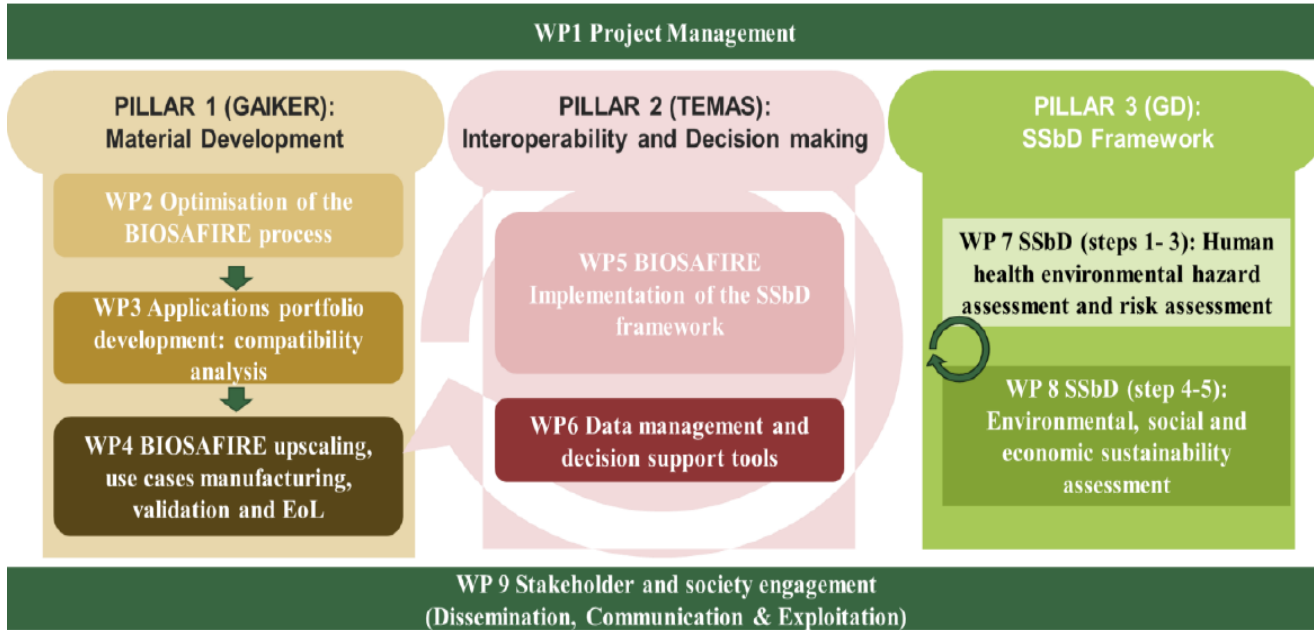 WP1 Project Management
PILLAR 1 (GAIKER):
Material Development
WP2 Optimisation of the
BIOSAFIRE process
WP3 Applications portfolio
development: compatibility
analysis
WP4 BIOSAFIRE upscaling,
use cases manufacturing,
validation and EoL
PILLAR 2 (TEMAS):
Interoperability and Decision making
WP5 BIOSAFIRE
Implementation of the SSbD
framework
WP6 Data management and
decision support tools
PILLAR 3 (GD):
SSbD Framework
WP 7 SSbD (steps 1- 3): Human
health environmental hazard
assessment and risk assessment
WP 8 SSbD (step 4-5):
Environmental, social and
economic sustainability
assessment
WP 9 Stakeholder and society engagement
(Dissemination, Communication & Exploitation)